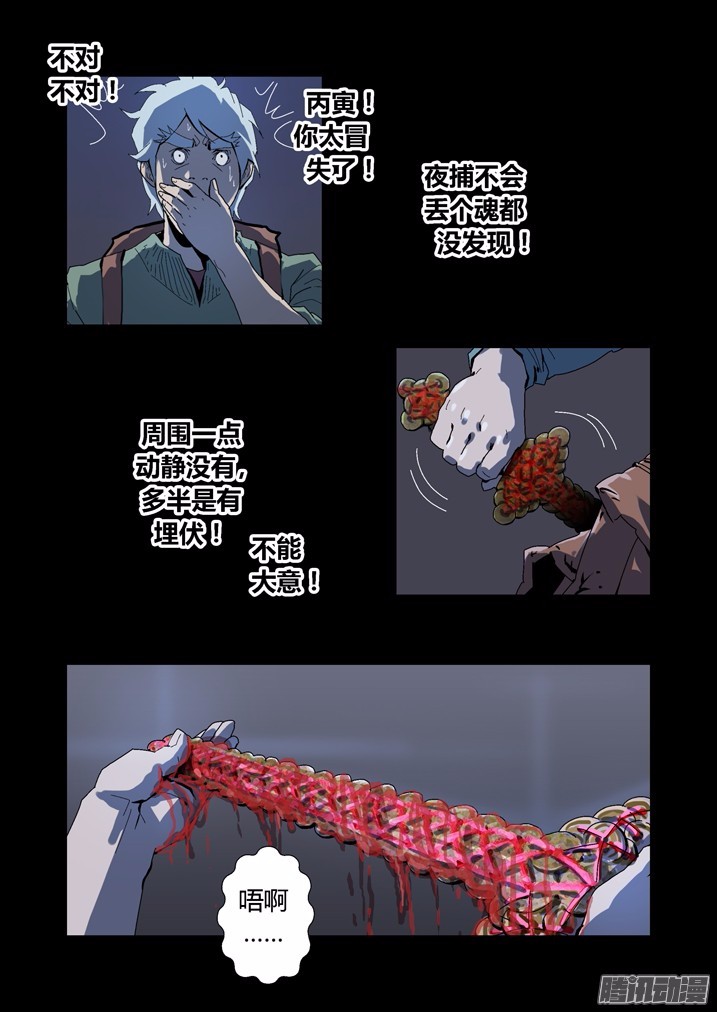 不对
不对！
丙寅！
你太冒
失了！
夜捕不会
丢个魂都
没发现！
周围一点
动静没有，
多半是有
埋伏！
不能
大意！
唔啊
……
腾讯动漫